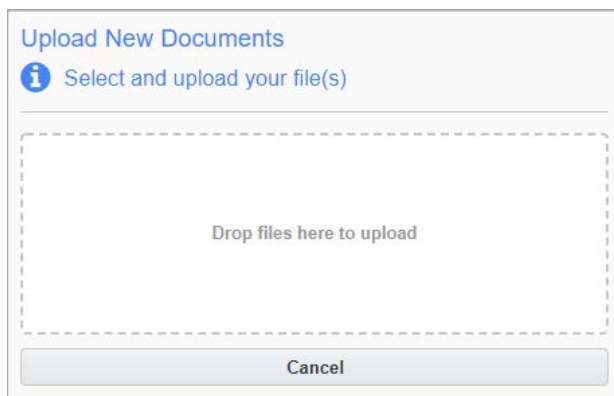 Upload New Documents
Select and upload your file(s)
Drop files here to upload
Cancel